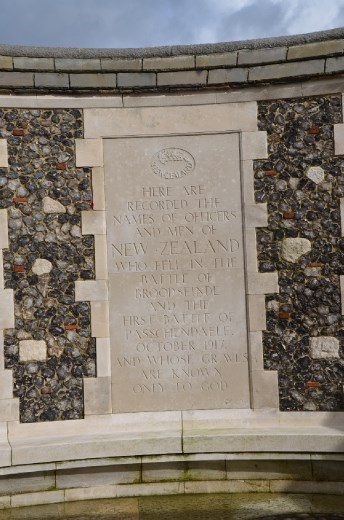 HERE ARE
RECORDED THE
NAMES OF OFFICERS
AND MEN OF
NEW ZEALAND
WHO FELL IN THE
BATTLE OF
BROODSEINDE
AND THE
FIRST BATTLE OF
PASSCHENDAELE
OCTOBER 1917
AND WHOSE GRAVES
ARE KNOWN
ONLY TO GOD